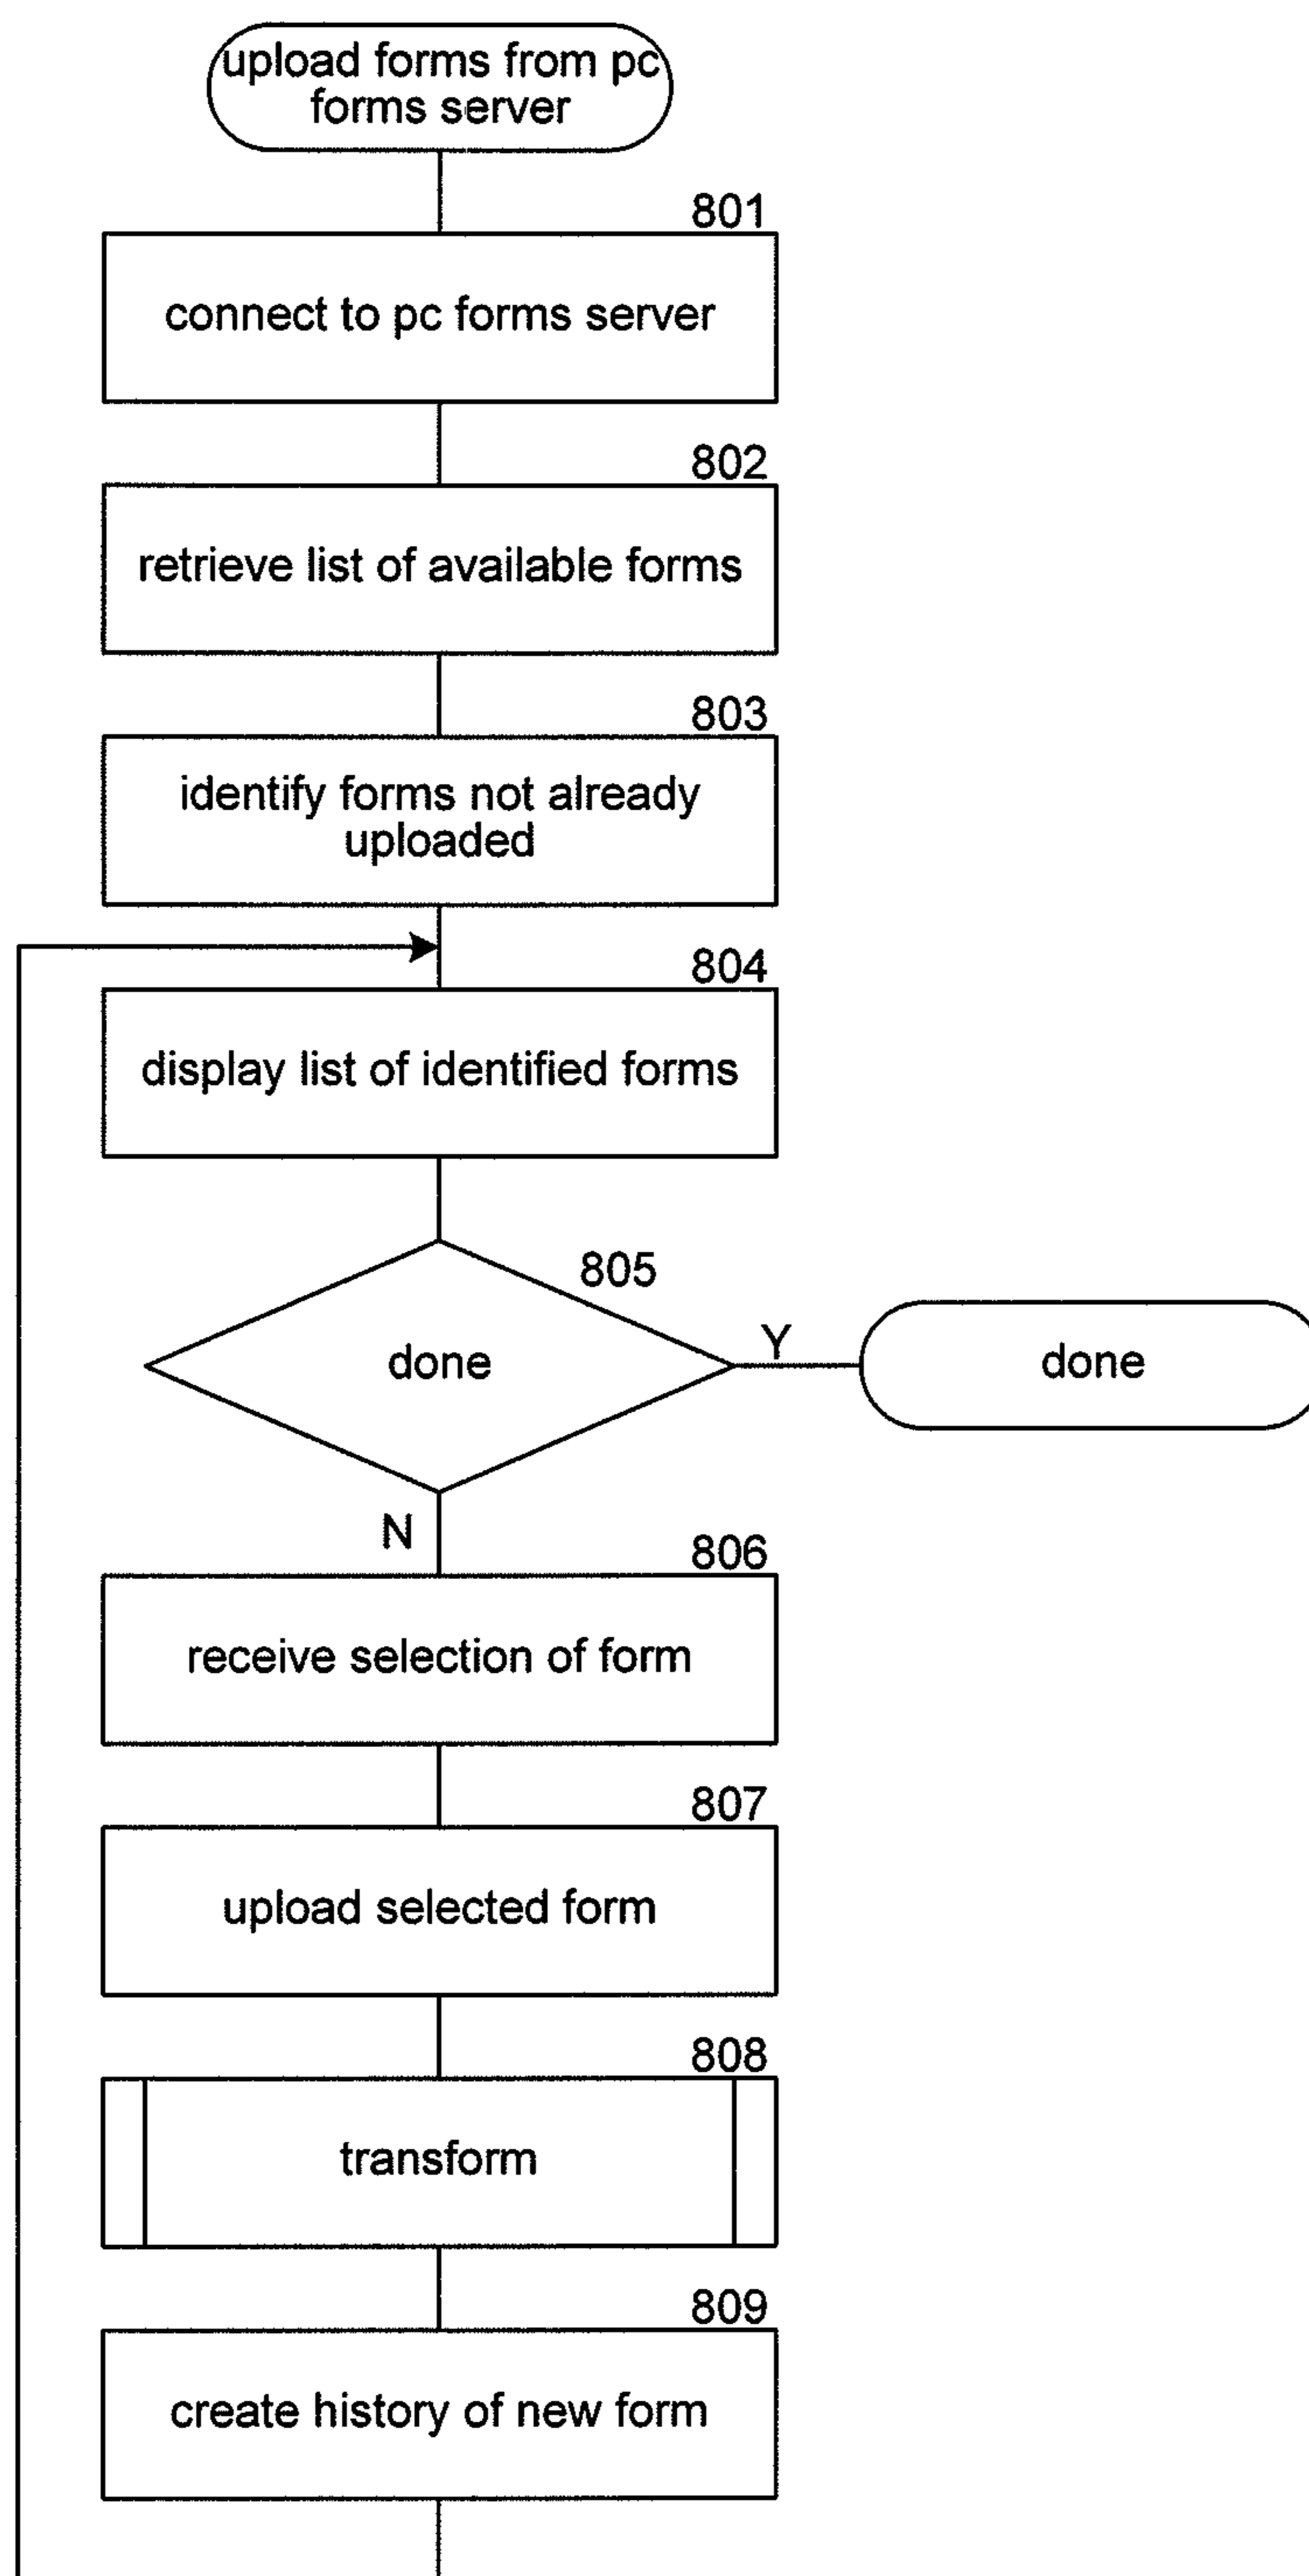 upload forms from pc
forms server
801
connect to pc forms server
802
retrieve list of available forms
803
identify forms not already
uploaded
804
display list of identified forms
805
done
Y
done
N
806
receive selection of form
807
upload selected form
808
transform
809
create history of new form